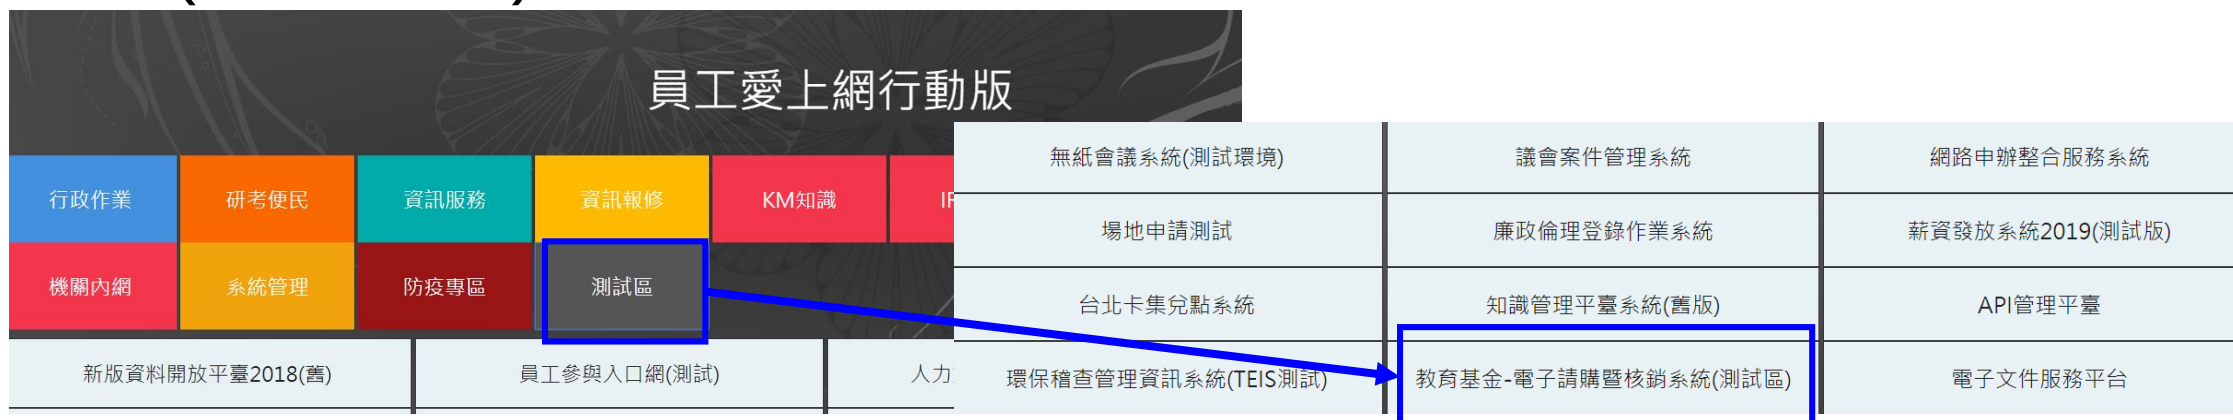 員工愛上網行動版
行政作業 研考便民 資訊服務 資訊報修 KM知識
機關內網 系統管理 防疫專區 測試區
新版資料開放平臺2018(舊) 員工參與入口網(測試) 人力
無紙會議系統(測試環境) 議會案件管理系統 網路申辦整合服務系統
場地申請測試 廉政倫理登錄作業系統 薪資發放系統2019(測試版)
台北卡集兌點系統 知識管理平臺系統(舊版) API管理平臺
環保稽查管理資訊系統(TEIS測試) 教育基金-電子請購暨核銷系統(測試區) 電子文件服務平台